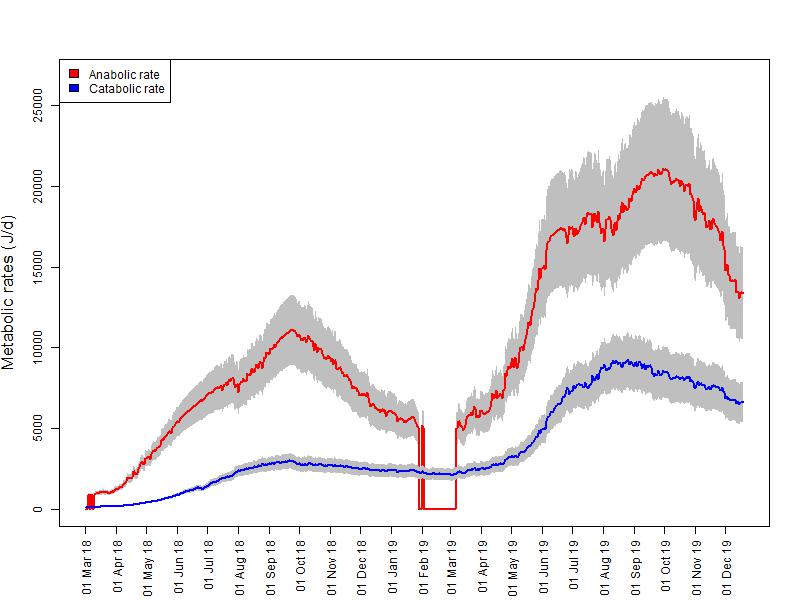 Anabolic rate
Catabolic rate
Metabolic rates (J/d)
25000
20000
15000
10000
5000
0
01 Mar 18
01 Apr 18
01 May 18
01 Jun 18
01 Jul 18
01 Aug 18
01 Sep 18
01 Oct 18
01 Nov 18
01 Dec 18
01 Jan 19
01 Feb 19
01 Mar 19
01 Apr 19
01 May 19
01 Jun 19
01 Jul 19
01 Aug 19
01 Sep 19
01 Oct 19
01 Nov 19
01 Dec 19